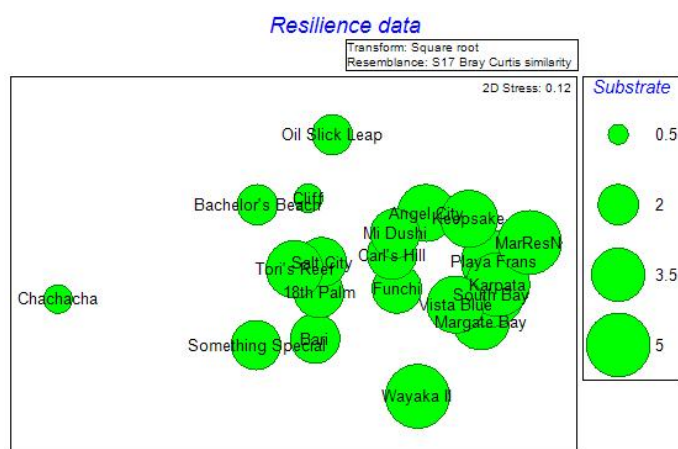 Resilience data
Transform: Square root
Resemblance: S17 Bray Curtis similarity
2D Stress: 0.12
Substrate
0.5
2
3.5
5
Oil Slick Leap
Cliff
Bachelor's Beach
Angel City
Keepsake
Mi Dushi
MarResN
Carl's Hill
Playa Frans
Salt City
Tori's Reef
Karpata
Funchi
18th Palm
South Bay
Chachacha
Vista Blue
Margate Bay
Bari
Something Special
Wayaka II